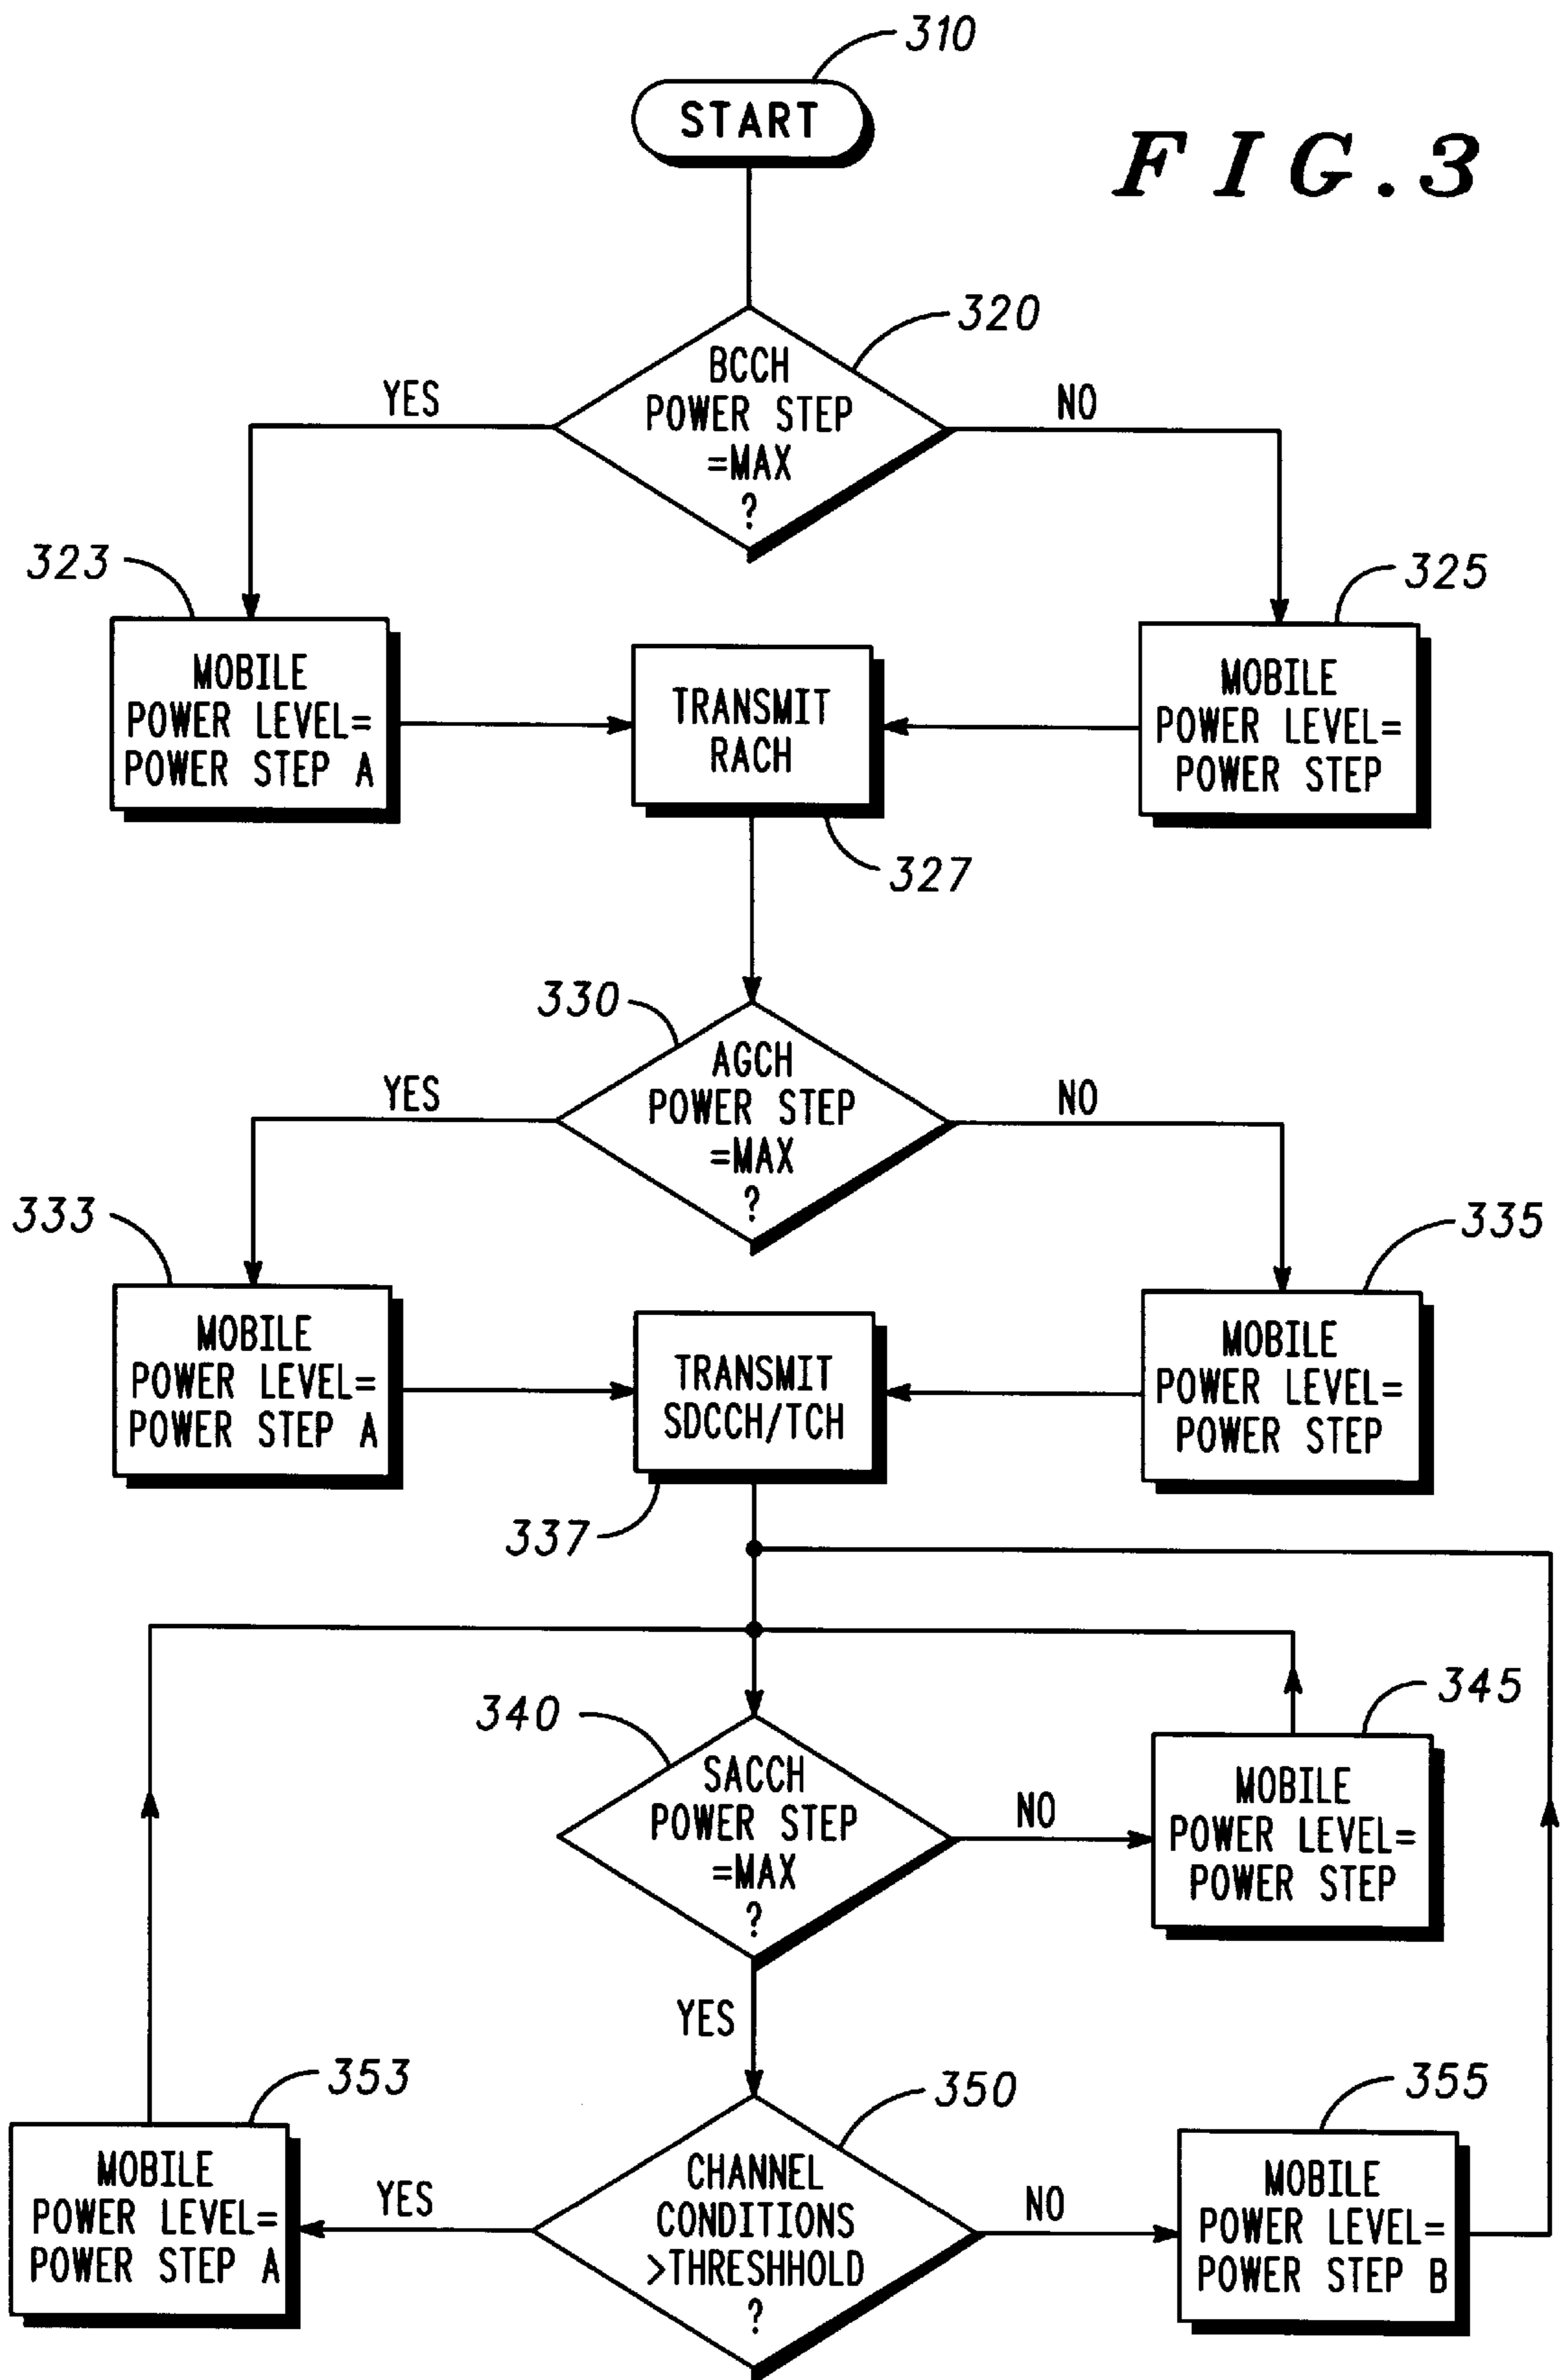 310
START
FIG.3
320
BCCH
POWER STEP
=MAX
?
YES
NO
323
MOBILE
POWER LEVEL=
POWER STEP A
TRANSMIT
RACH
327
325
MOBILE
POWER LEVEL=
POWER STEP
330
AGCH
POWER STEP
=MAX
?
YES
NO
333
MOBILE
POWER LEVEL=
POWER STEP A
TRANSMIT
SDCCH/TCH
337
335
MOBILE
POWER LEVEL=
POWER STEP
340
SACCH
POWER STEP
=MAX
?
NO
345
MOBILE
POWER LEVEL=
POWER STEP
YES
350
CHANNEL
CONDITIONS
>THRESHHOLD
?
YES
353
MOBILE
POWER LEVEL=
POWER STEP A
NO
355
MOBILE
POWER LEVEL=
POWER STEP B